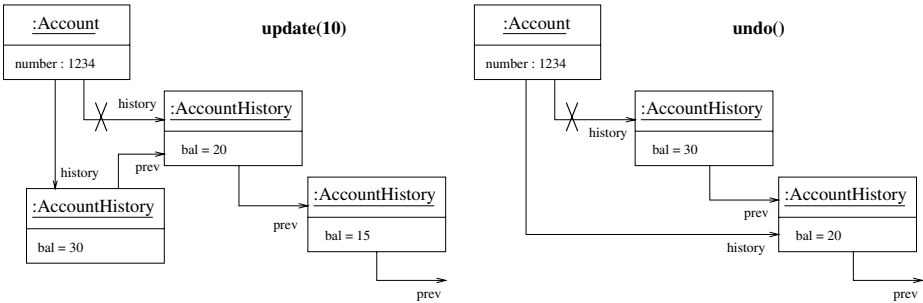 :Account
number : 1234
update(10)
history
:AccountHistory
bal = 20
prev
history
:AccountHistory
bal = 30
prev
:AccountHistory
bal = 15
prev
:Account
number : 1234
undo()
history
:AccountHistory
bal = 30
prev
:AccountHistory
bal = 20
history
prev